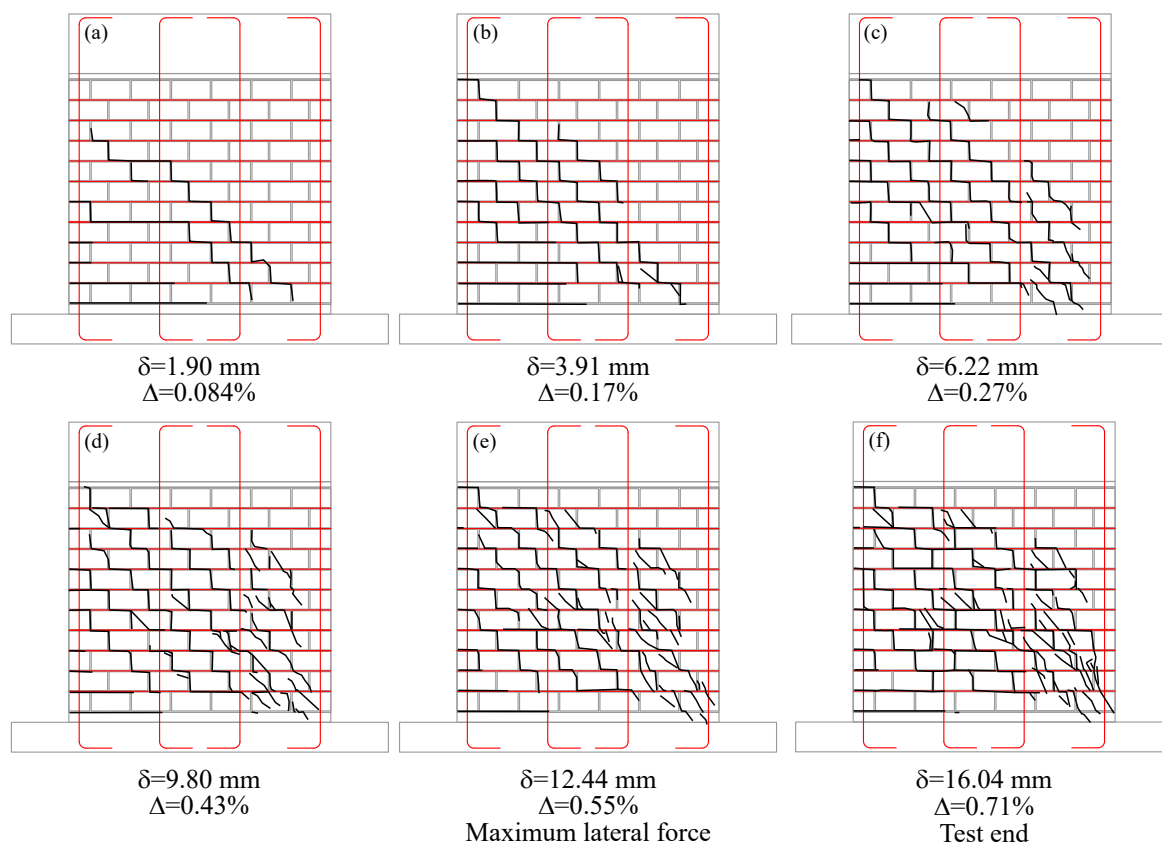 (a)
(b)
(c)
δ=1.90 mm
Δ=0.084%
δ=3.91 mm
Δ=0.17%
δ=6.22 mm
Δ=0.27%
(d)
(e)
(f)
δ=9.80 mm
Δ=0.43%
δ=12.44 mm
Δ=0.55%
Maximum lateral force
δ=16.04 mm
Δ=0.71%
Test end